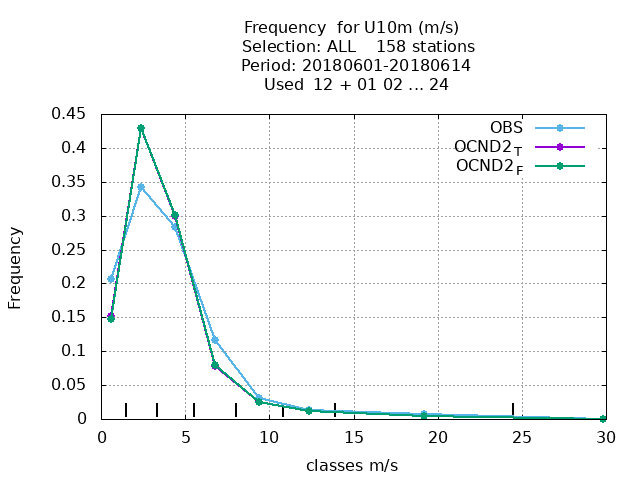 Frequency  for U10m (m/s)
Selection: ALL    158 stations
Period: 20180601-20180614
Used  12 + 01 02 ... 24
0.45
0.4
0.35
0.3
0.25
0.2
0.15
0.1
0.05
0
Frequency
OBS
OCND2T
OCND2F
0 5 10 15 20 25 30
classes m/s